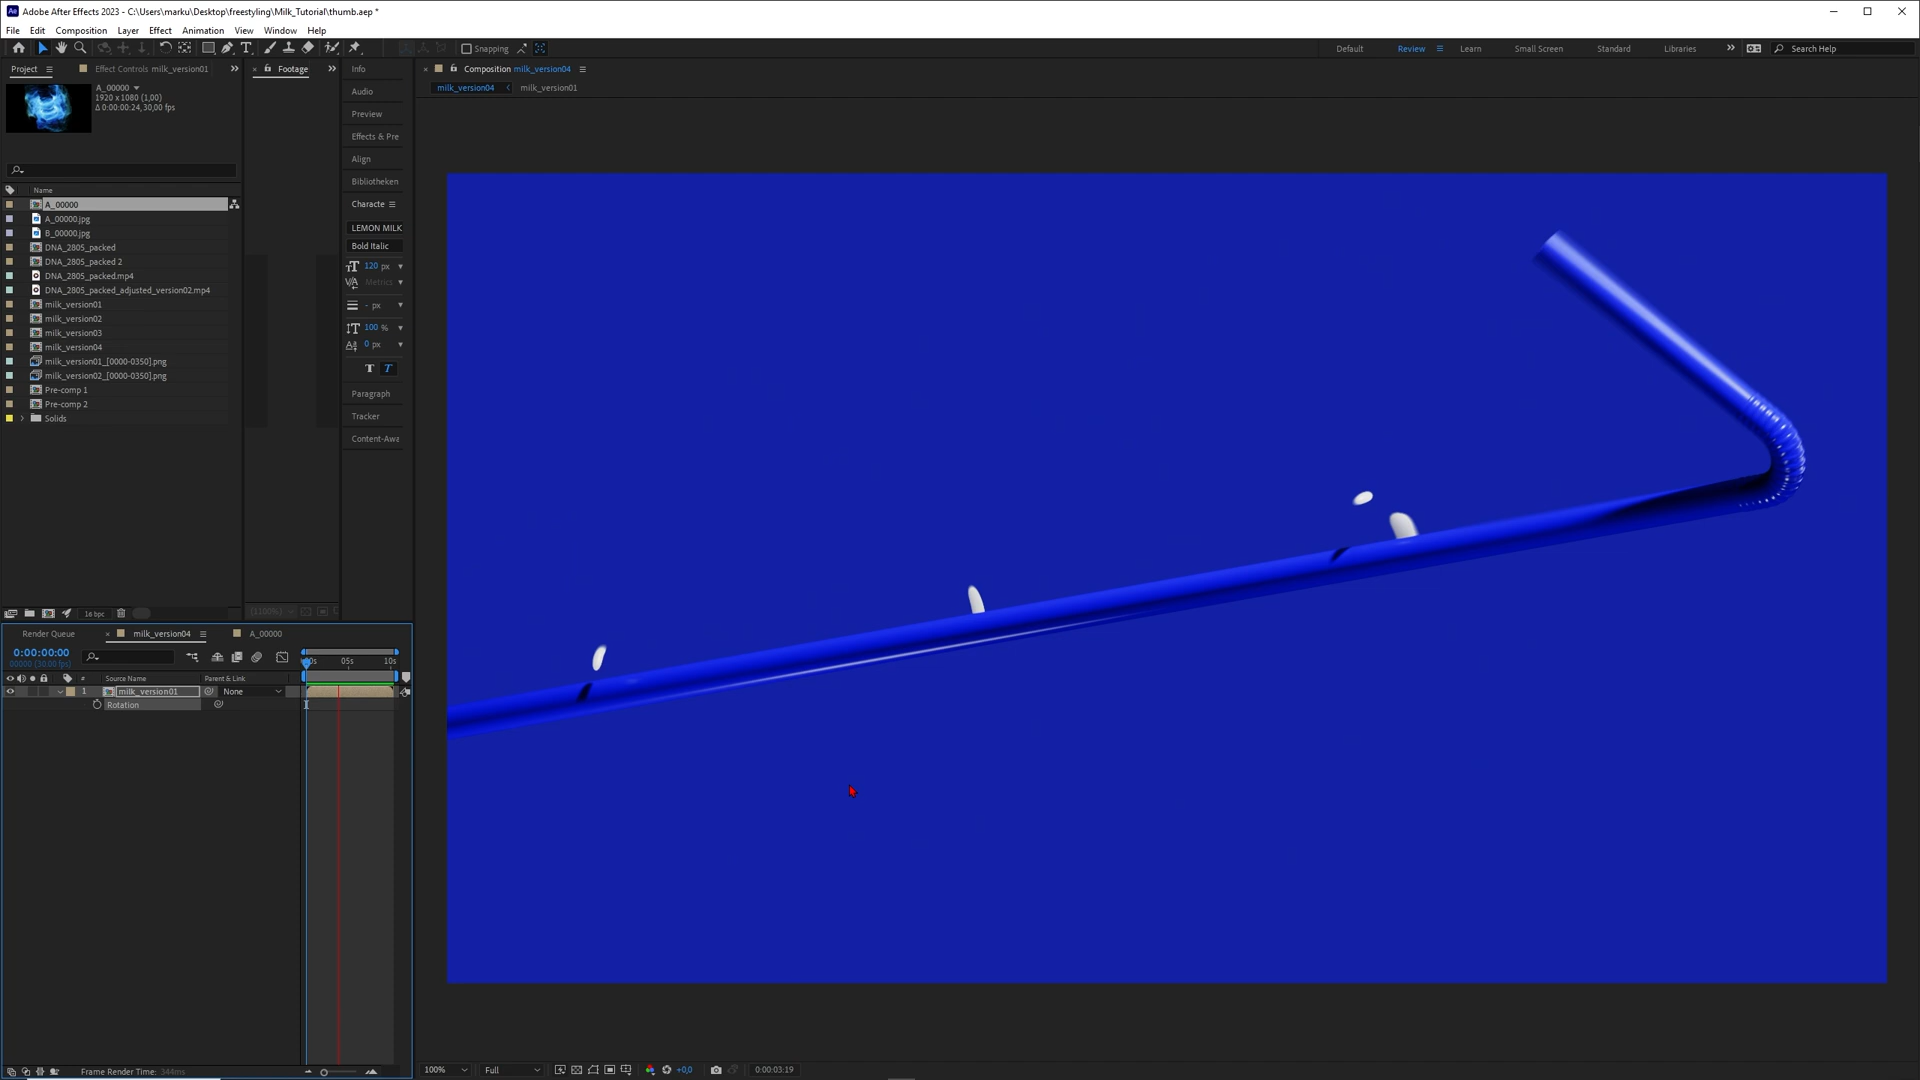 Adobe After Effects 2023 - C:\Users\marku\Desktop\freestyling\Milk_Tutorial\thumb.aep *
File Edit Composition Layer Effect Animation View Window Help
Snapping
Default Review Learn Small Screen Standard Libraries Search Help
Project Effect Controls milk_version01
Footage
Info
Composition milk_version04
milk_version04 milk_version01
A_00000
1920 x 1080 (1,00)
Δ 0:00:00:24, 30,00 fps
Audio
Preview
Effects & Pre
Align
Bibliotheken
Characte
LEMON MILK
Bold Italic
120 px
Metrics
- px
100 %
0 px
T T
Paragraph
Tracker
Content-Awa
Name
A_00000
A_00000.jpg
B_00000.jpg
DNA_2805_packed
DNA_2805_packed 2
DNA_2805_packed.mp4
DNA_2805_packed_adjusted_version02.mp4
milk_version01
milk_version02
milk_version03
milk_version04
milk_version01_[0000-0350].png
milk_version02_[0000-0350].png
Pre-comp 1
Pre-comp 2
Solids
16 bpc
(1100%)
Render Queue milk_version04 A_00000
0:00:00:00
00000 (30.00 fps)
05s 10s
# Source Name Parent & Link
1 milk_version01 None
Rotation
Frame Render Time: 344ms
100% Full +0,0 0:00:03:19